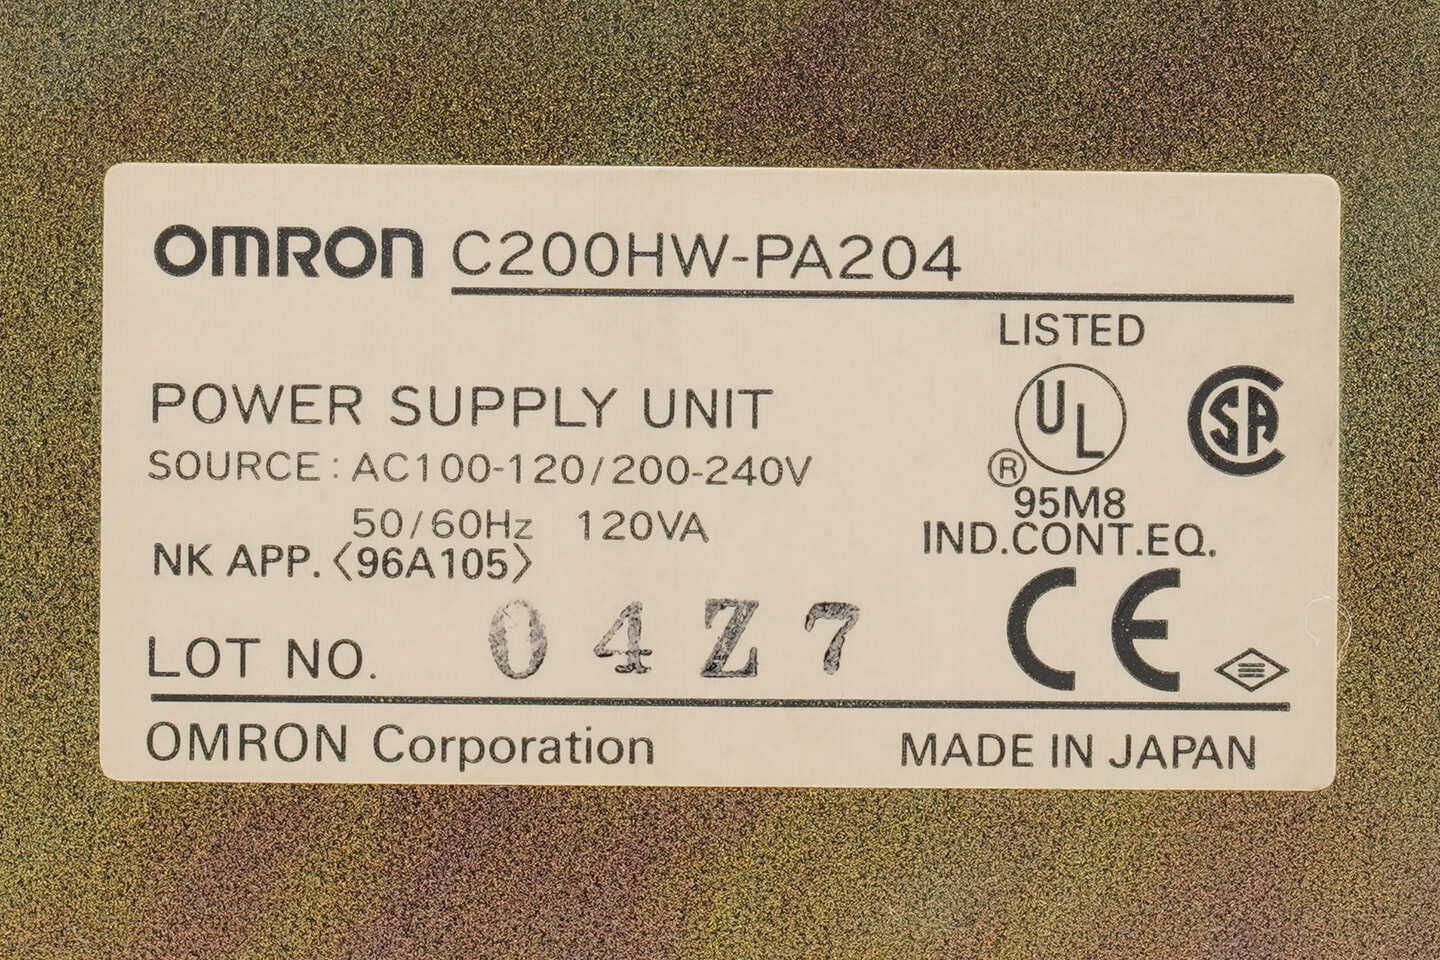 OMRON C200HW-PA204
LISTED
UL
®
SA
95M8
IND.CONT.EQ.
POWER SUPPLY UNIT
SOURCE: AC100-120/200-240V
50/60Hz 120VA
NK APP.〈96A105〉
LOT NO. 04Z7
CE
OMRON Corporation MADE IN JAPAN